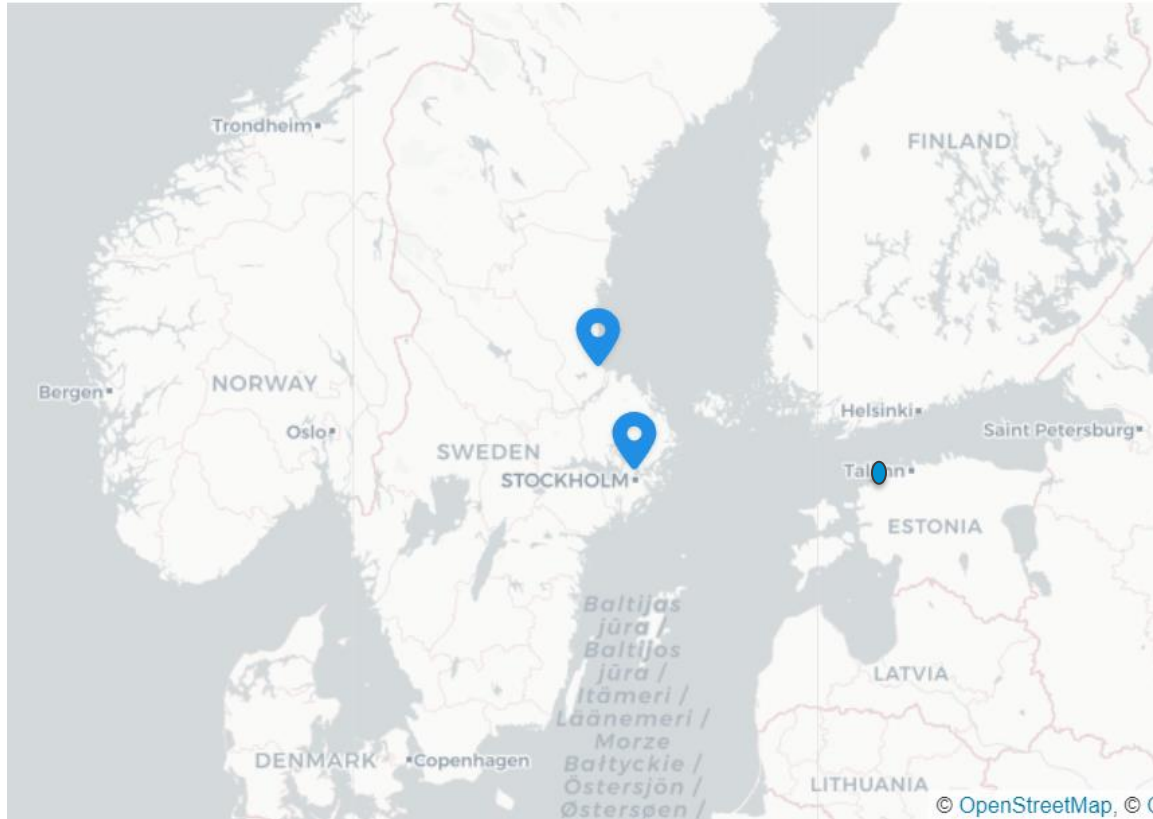 Trondheim
FINLAND
Bergen
NORWAY
Oslo
Helsinki
Saint Petersburg
SWEDEN
STOCKHOLM
ESTONIA
Baltijas
jūra /
Baltijos
jūra /
Itämeri /
Läänemeri /
Morze
Bałtyckie /
Östersjön /
Østersøen /
LATVIA
DENMARK
Copenhagen
LITHUANIA
© OpenStreetMap, ©